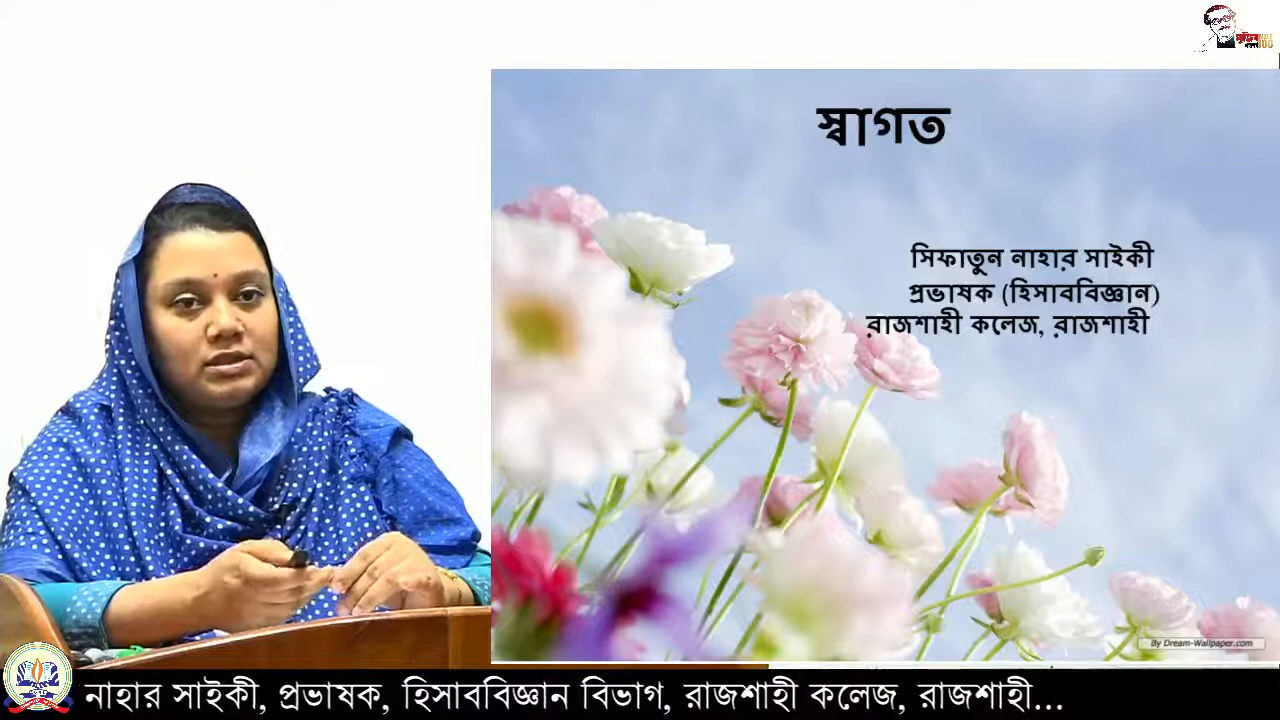 স্বাগত
সিফাতুন নাহার সাইকী
প্রভাষক (হিসাববিজ্ঞান)
রাজশাহী কলেজ, রাজশাহী
By Dream-Wallpaper.com
নাহার সাইকী, প্রভাষক, হিসাববিজ্ঞান বিভাগ, রাজশাহী কলেজ, রাজশাহী...